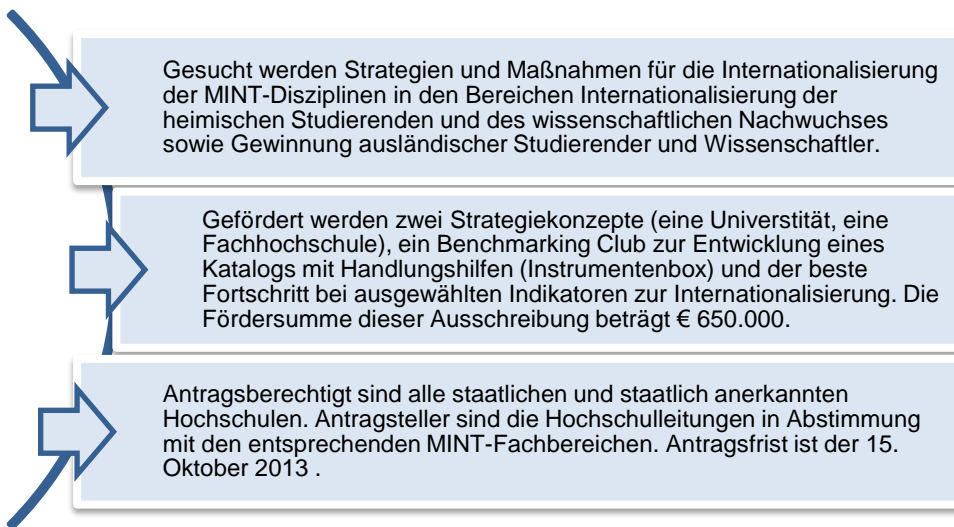 Gesucht werden Strategien und Maßnahmen für die Internationalisierung
der MINT-Disziplinen in den Bereichen Internationalisierung der
heimischen Studierenden und des wissenschaftlichen Nachwuchses
sowie Gewinnung ausländischer Studierender und Wissenschaftler.
Gefördert werden zwei Strategiekonzepte (eine Universtität, eine
Fachhochschule), ein Benchmarking Club zur Entwicklung eines
Katalogs mit Handlungshilfen (Instrumentenbox) und der beste
Fortschritt bei ausgewählten Indikatoren zur Internationalisierung. Die
Fördersumme dieser Ausschreibung beträgt € 650.000.
Antragsberechtigt sind alle staatlichen und staatlich anerkannten
Hochschulen. Antragsteller sind die Hochschulleitungen in Abstimmung
mit den entsprechenden MINT-Fachbereichen. Antragsfrist ist der 15.
Oktober 2013 .